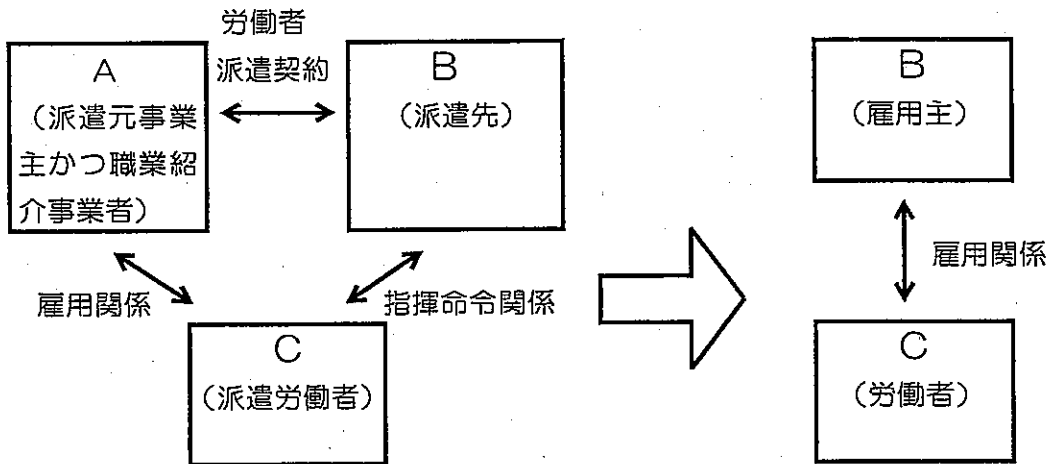 労働者
派遣契約
A
（派遣元事業
主かつ職業紹
介事業者）
B
（派遣先）
雇用関係
指揮命令関係
C
（派遣労働者）
B
（雇用主）
雇用関係
C
（労働者）